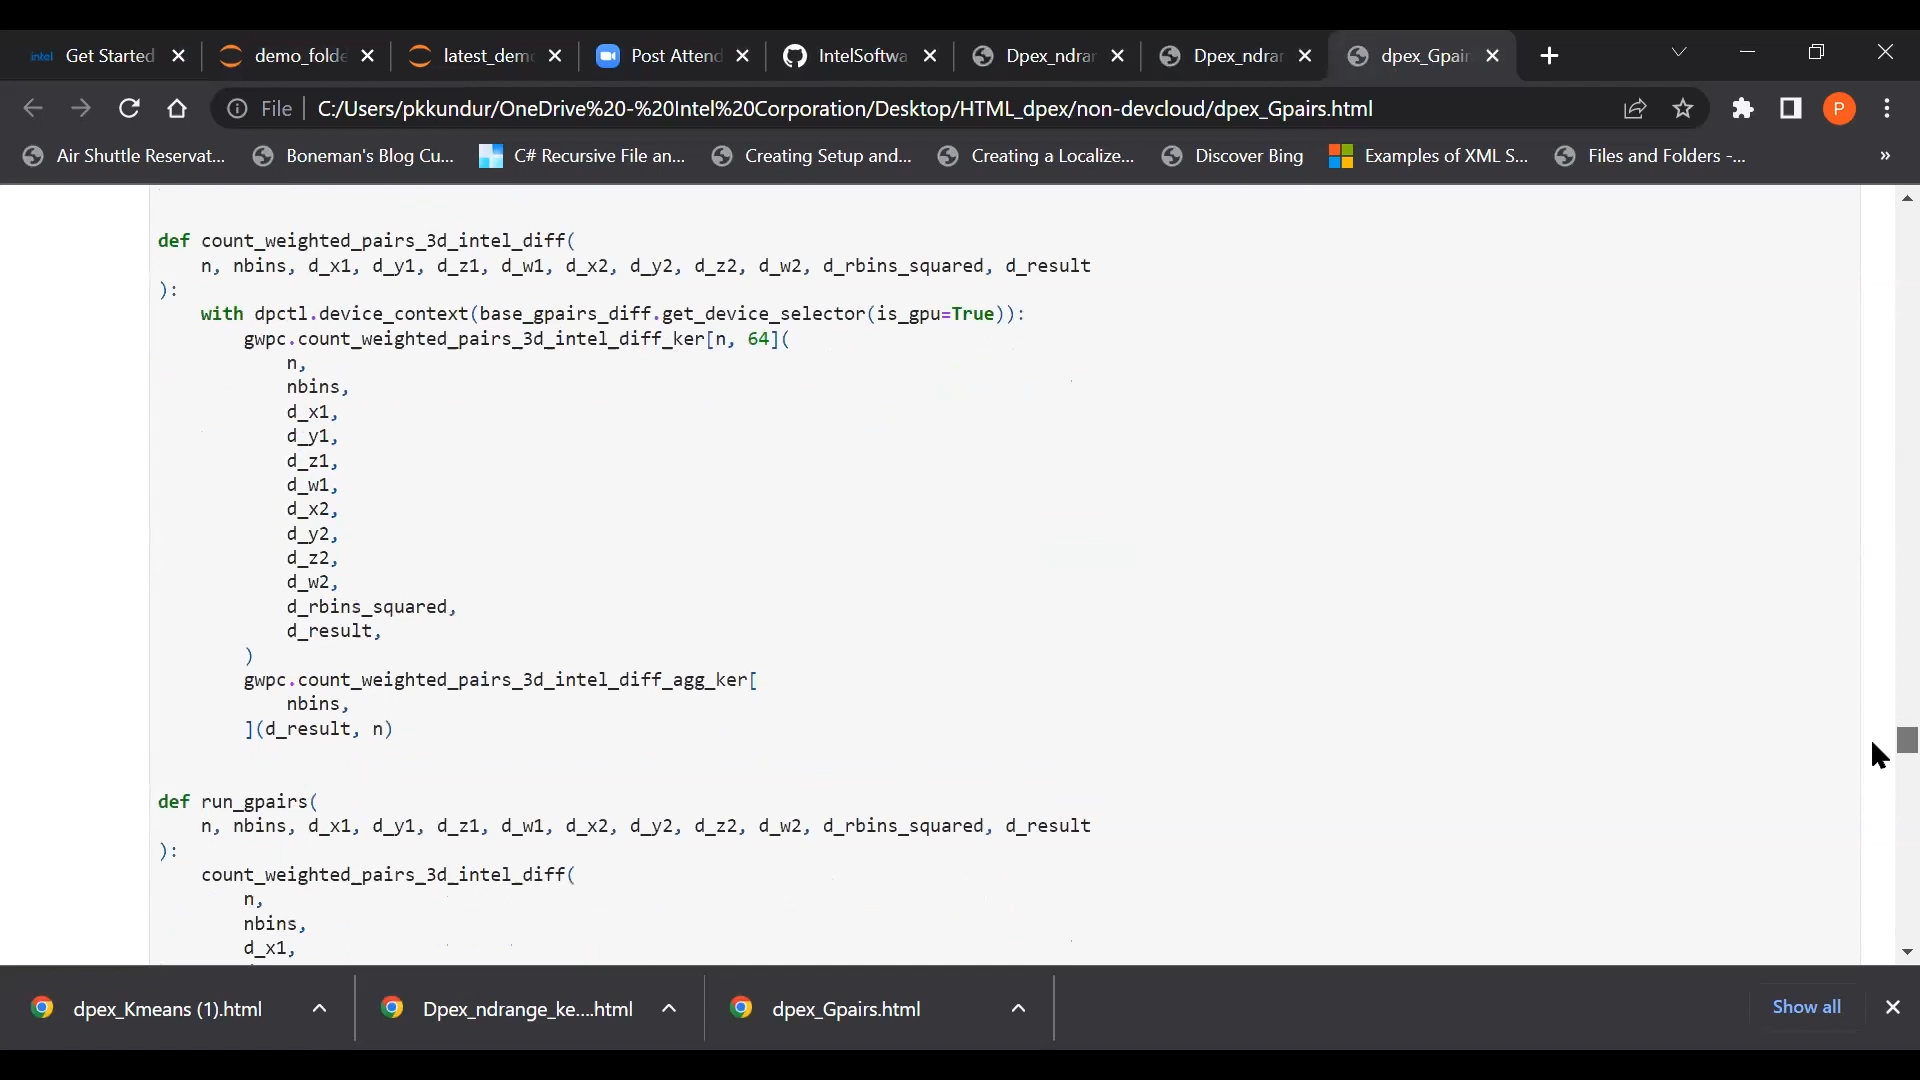 intel Get Started
demo_folde
latest_dem
Post Attend
IntelSoftwa
Dpex_ndrar
Dpex_ndrar
dpex_Gpair
File C:/Users/pkkundur/OneDrive%20-%20Intel%20Corporation/Desktop/HTML_dpex/non-devcloud/dpex_Gpairs.html
P
Air Shuttle Reservat...
Boneman's Blog Cu...
C# Recursive File an...
Creating Setup and...
Creating a Localize...
Discover Bing
Examples of XML S...
Files and Folders -...
»
def count_weighted_pairs_3d_intel_diff(
n, nbins, d_x1, d_y1, d_z1, d_w1, d_x2, d_y2, d_z2, d_w2, d_rbins_squared, d_result
):
with dpctl.device_context(base_gpairs_diff.get_device_selector(is_gpu=True)):
gwpc.count_weighted_pairs_3d_intel_diff_ker[n, 64](
n,
nbins,
d_x1,
d_y1,
d_z1,
d_w1,
d_x2,
d_y2,
d_z2,
d_w2,
d_rbins_squared,
d_result,
)
gwpc.count_weighted_pairs_3d_intel_diff_agg_ker[
nbins,
](d_result, n)
def run_gpairs(
n, nbins, d_x1, d_y1, d_z1, d_w1, d_x2, d_y2, d_z2, d_w2, d_rbins_squared, d_result
):
count_weighted_pairs_3d_intel_diff(
n,
nbins,
d_x1,
dpex_Kmeans (1).html
Dpex_ndrange_ke....html
dpex_Gpairs.html
Show all